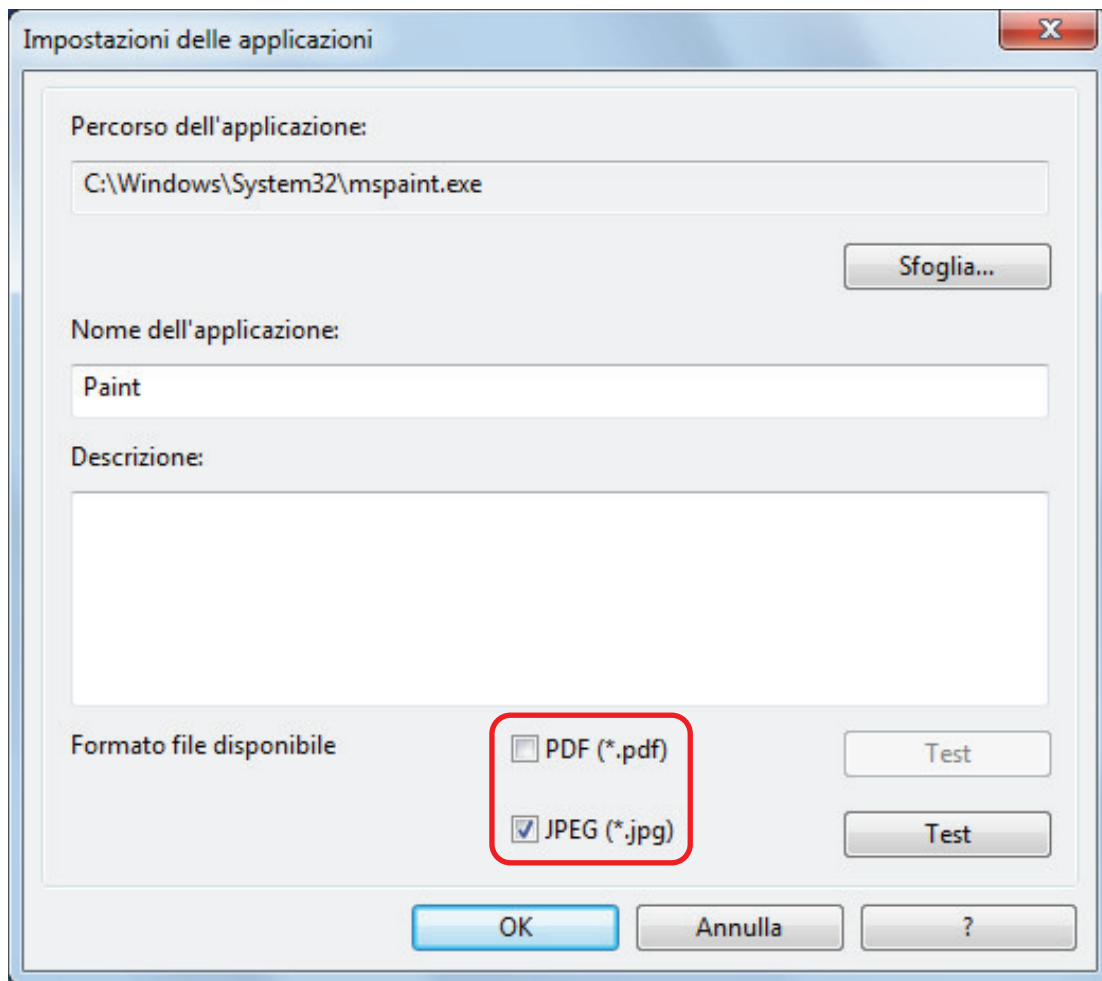 Impostazioni delle applicazioni
Percorso dell'applicazione:
C:\Windows\System32\mspaint.exe
Sfoglia...
Nome dell'applicazione:
Paint
Descrizione:
Formato file disponibile
PDF (*.pdf)
Test
JPEG (*.jpg)
Test
OK
Annulla
?